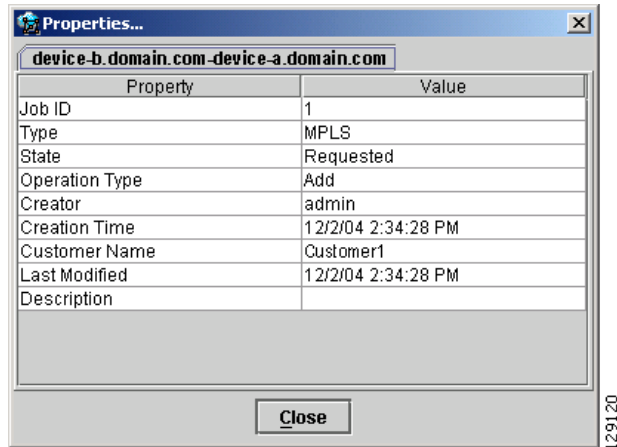 Properties...
device-b.domain.com-device-a.domain.com
Property Value
Job ID 1
Type MPLS
State Requested
Operation Type Add
Creator admin
Creation Time 12/2/04 2:34:28 PM
Customer Name Customer1
Last Modified 12/2/04 2:34:28 PM
Description
Close
129120